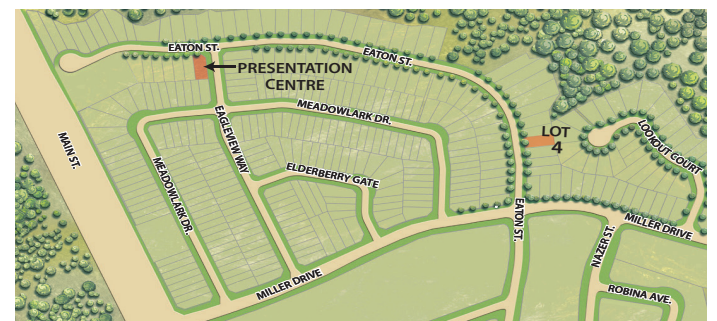 EATON ST.
EATON ST.
PRESENTATION
CENTRE
MEADOWLARK DR.
EAGLEVIEW WAY
MAIN ST.
MEADOWLARK DR.
ELDERBERRY GATE
LOT
4
LOOKOUT COURT
EATON ST.
MILLER DRIVE
NAZER ST.
MILLER DRIVE
ROBINA AVE.